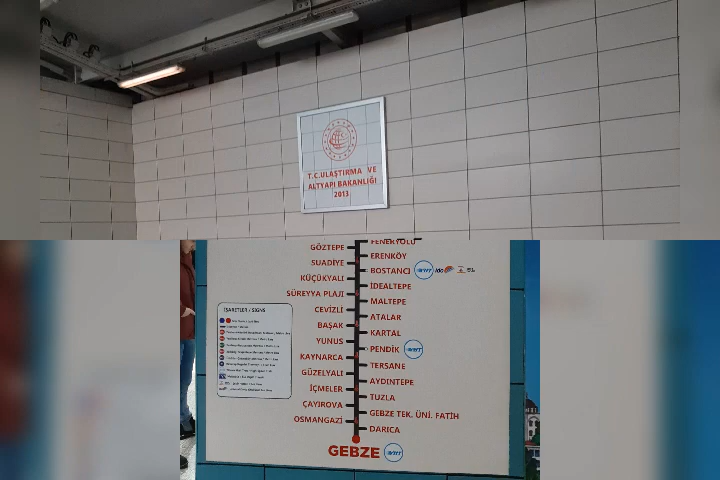 T.C.ULAŞTIRMA VE
ALTYAPI BAKANLIĞI
2013
FENERYOLU
GÖZTEPE
ERENKÖY
SUADİYE
BOSTANCI
ido
KÜÇÜKYALI
İDEALTEPE
SÜREYYA PLAJI
MALTEPE
CEVİZLİ
ATALAR
BAŞAK
KARTAL
YUNUS
PENDİK
KAYNARCA
TERSANE
GÜZELYALI
AYDINTEPE
İÇMELER
TUZLA
ÇAYIROVA
GEBZE TEK. ÜNİ. FATİH
OSMANGAZİ
DARICA
GEBZE
İŞARETLER / SIGNS